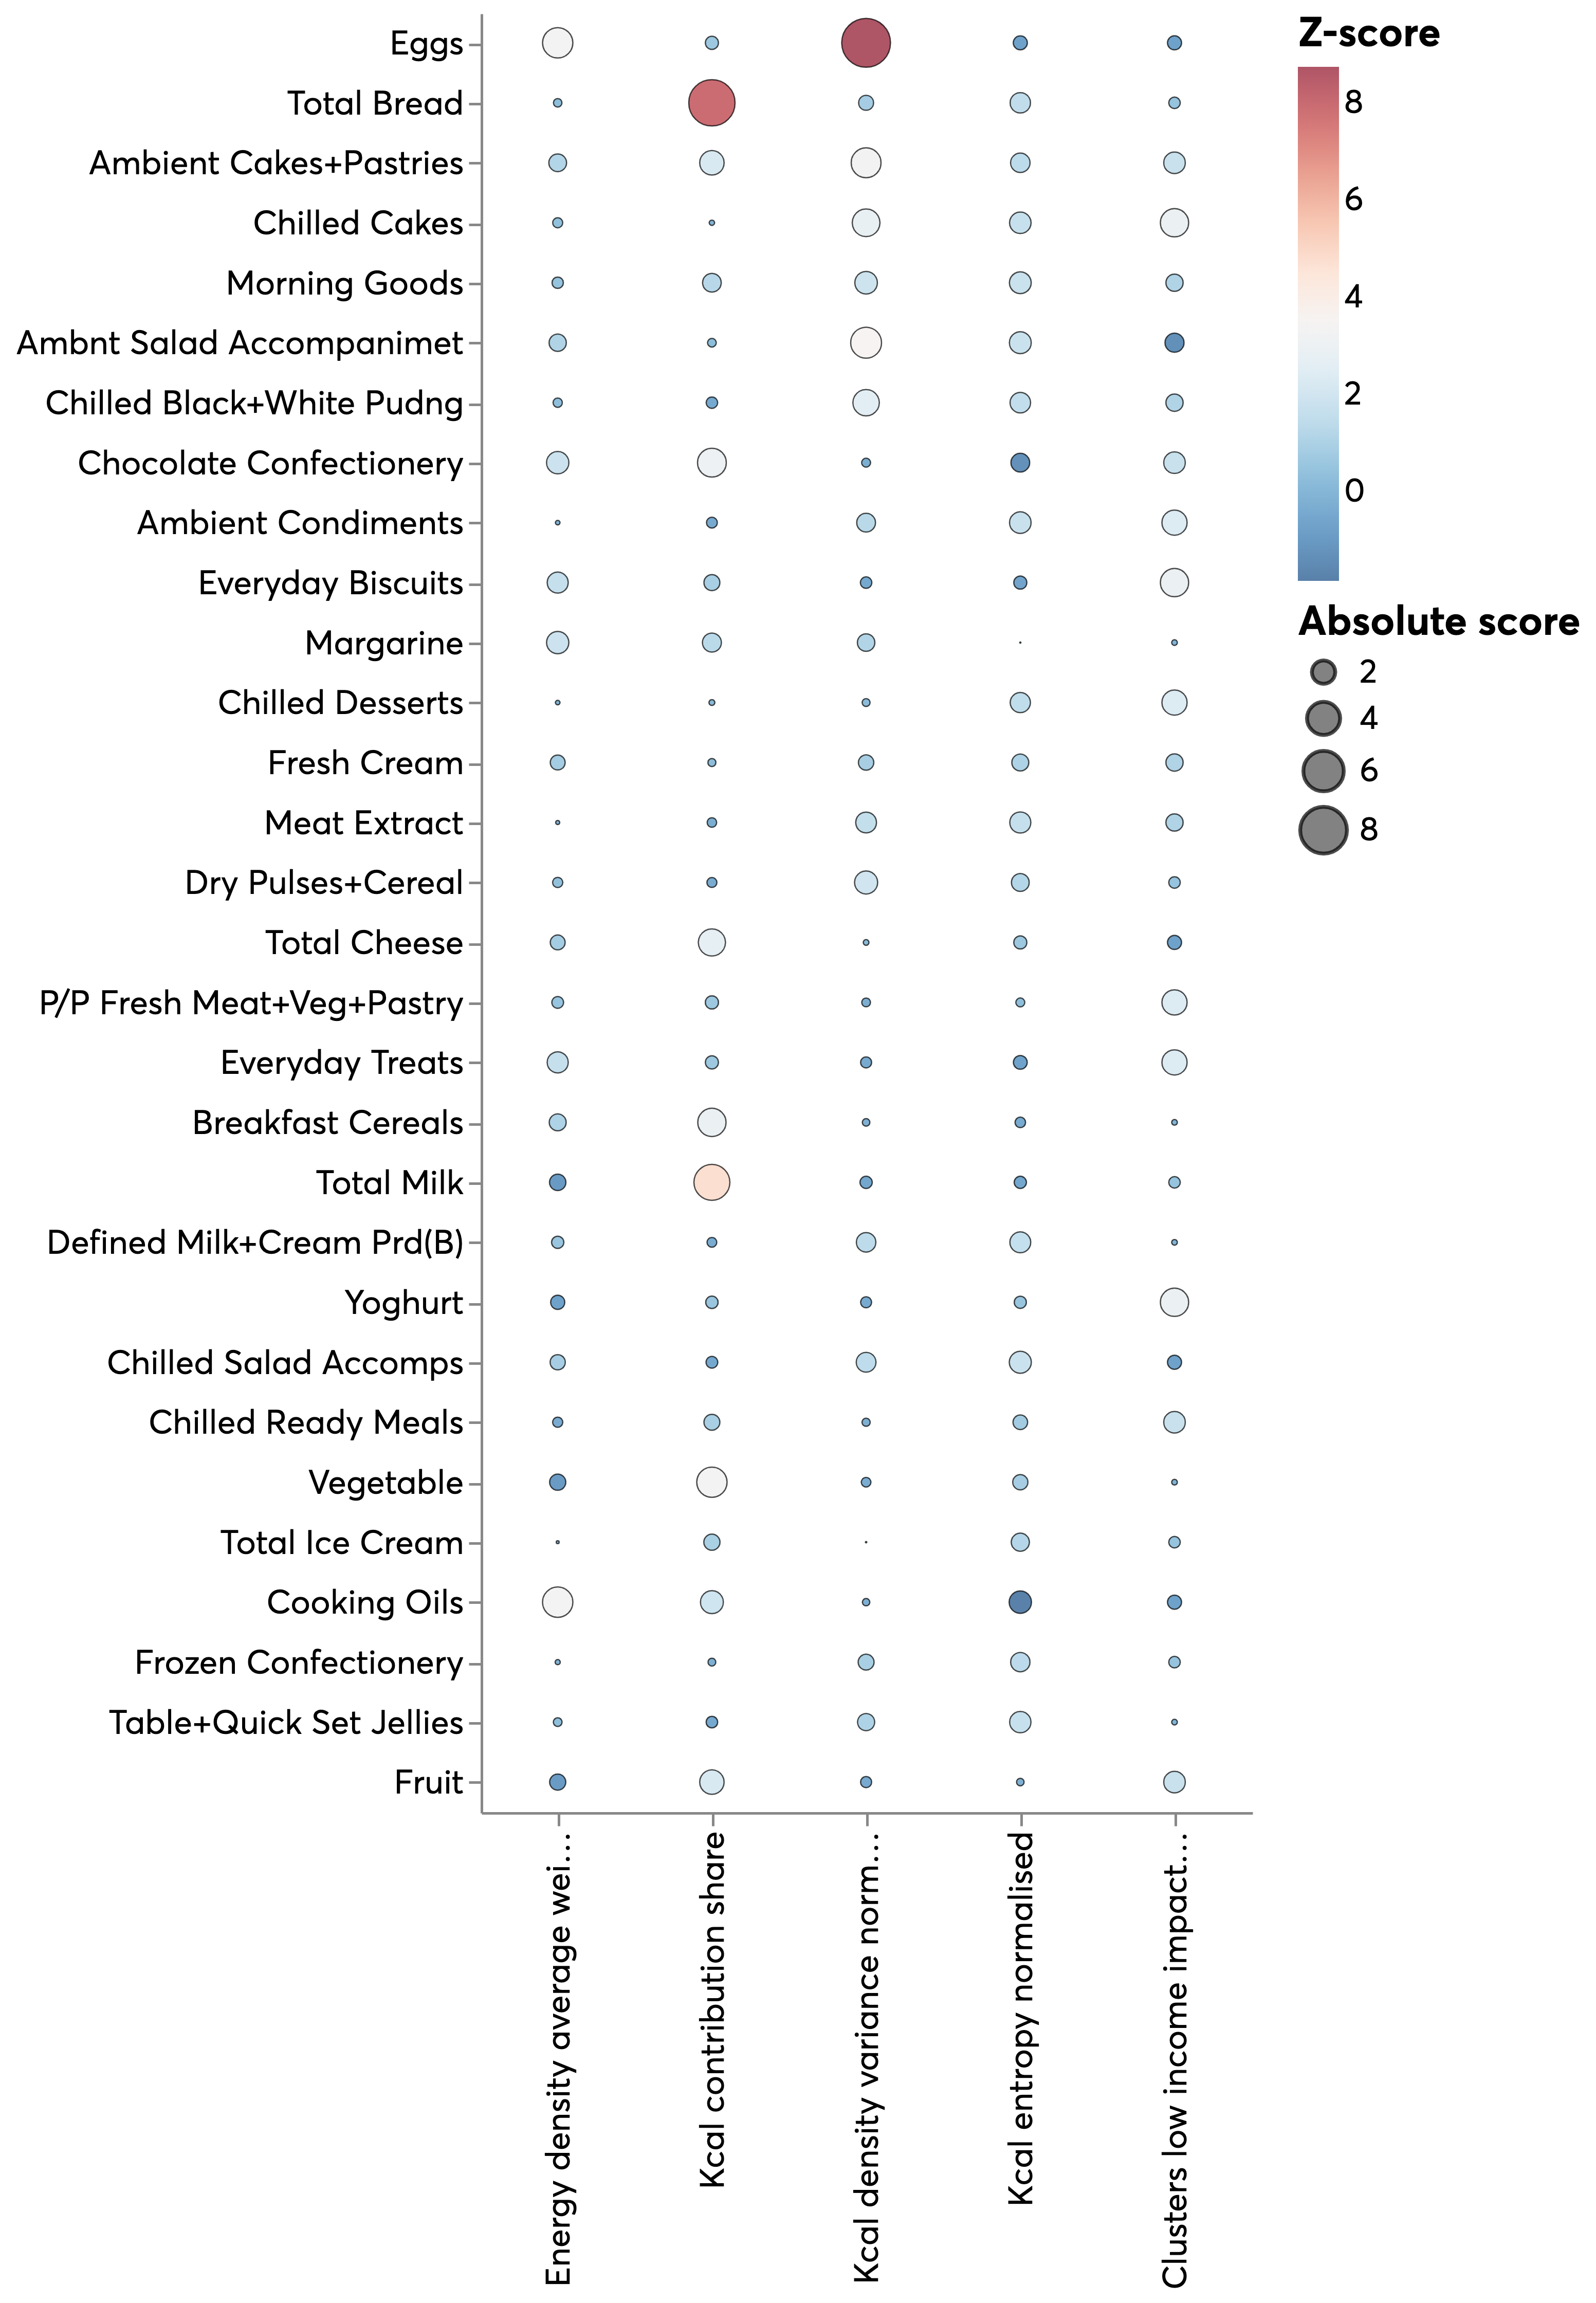 Eggs
Total Bread
Ambient Cakes+Pastries
Chilled Cakes
Morning Goods
Ambnt Salad Accompanimet
Chilled Black+White Pudng
Chocolate Confectionery
Ambient Condiments
Everyday Biscuits
Margarine
Chilled Desserts
Fresh Cream
Meat Extract
Dry Pulses+Cereal
Total Cheese
P/P Fresh Meat+Veg+Pastry
Everyday Treats
Breakfast Cereals
Total Milk
Defined Milk+Cream Prd(B)
Yoghurt
Chilled Salad Accomps
Chilled Ready Meals
Vegetable
Total Ice Cream
Cooking Oils
Frozen Confectionery
Table+Quick Set Jellies
Fruit
Energy density average wei…
Kcal contribution share
Kcal density variance norm…
Kcal entropy normalised
Clusters low income impact…
Z-score
8
6
4
2
0
Absolute score
2
4
6
8